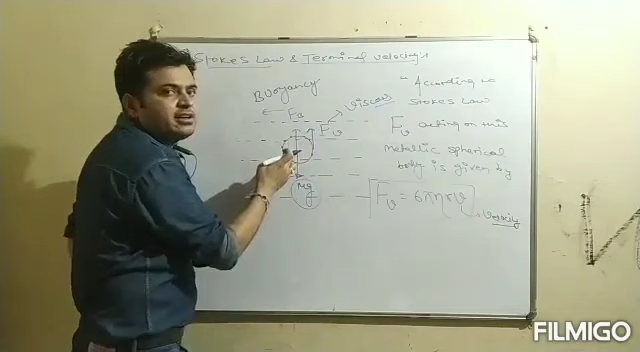 Stokes Law & Terminal velocity :
Buoyancy
FB
Fv
viscous
mg
According to
Stokes Law
Fv acting on this
metallic spherical
body is given by
Fv = 6πηrv
velocity
FILMIGO